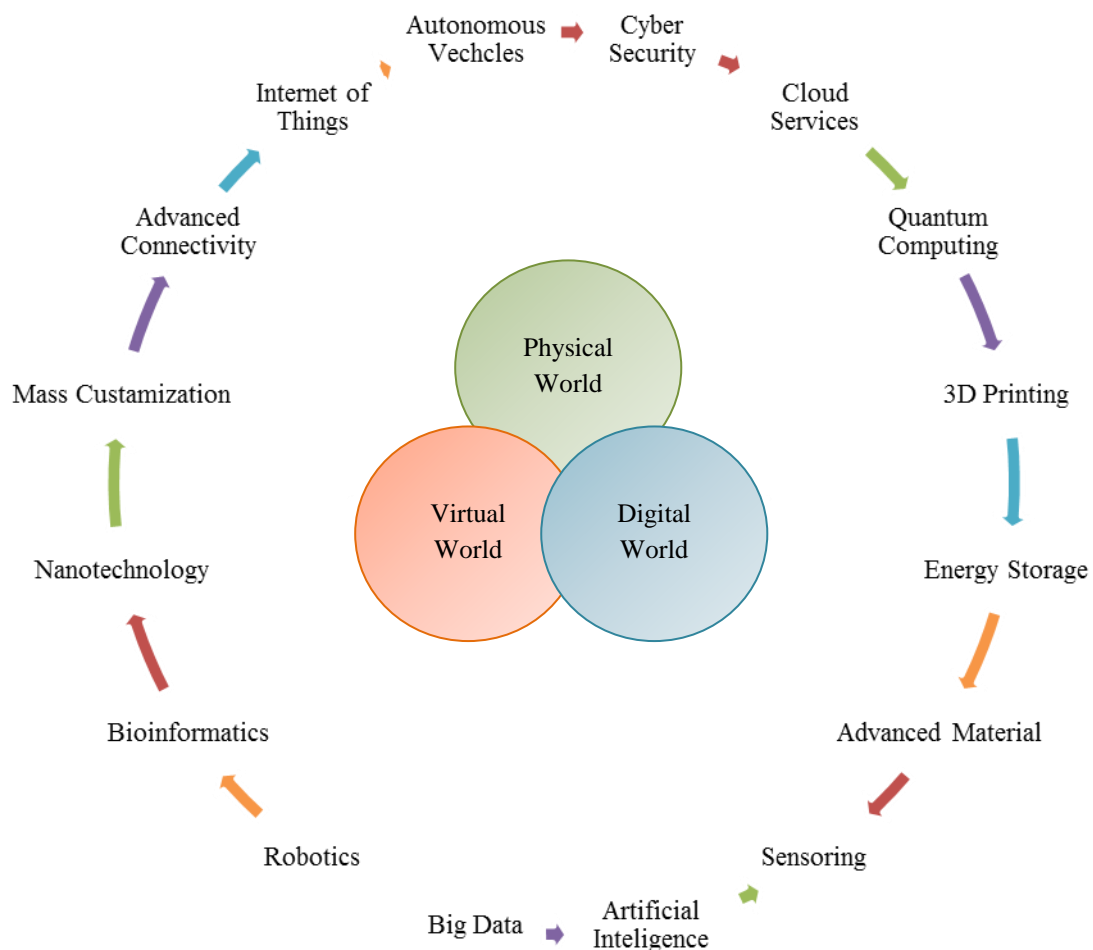 Autonomous
Vechcles
Cyber
Security
Cloud
Services
Quantum
Computing
3D Printing
Energy Storage
Advanced Material
Sensoring
Artificial
Inteligence
Big Data
Robotics
Bioinformatics
Nanotechnology
Mass Custamization
Advanced
Connectivity
Internet of
Things
Physical
World
Virtual
World
Digital
World